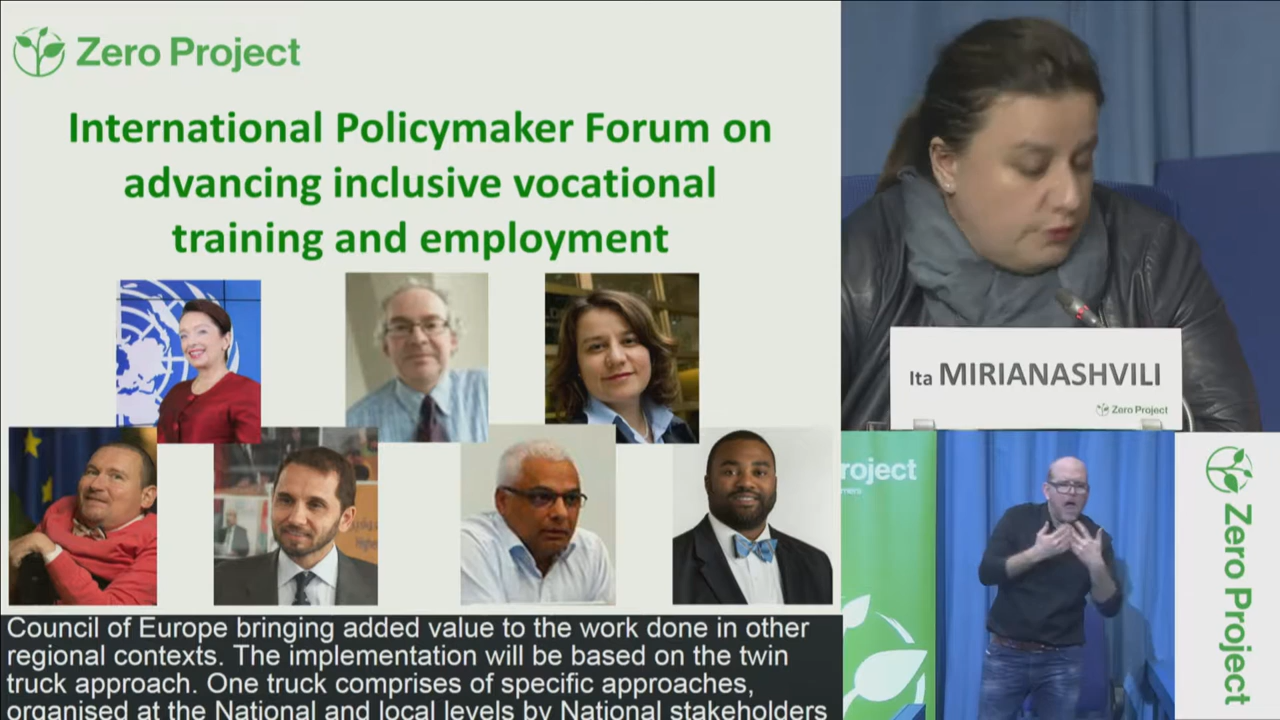 Zero Project
International Policymaker Forum on
advancing inclusive vocational
training and employment
Ita MIRIANASHVILI
Zero Project
Council of Europe bringing added value to the work done in other
regional contexts. The implementation will be based on the twin
truck approach. One truck comprises of specific approaches,
organised at the National and local levels by National stakeholders
roject
Zero Project